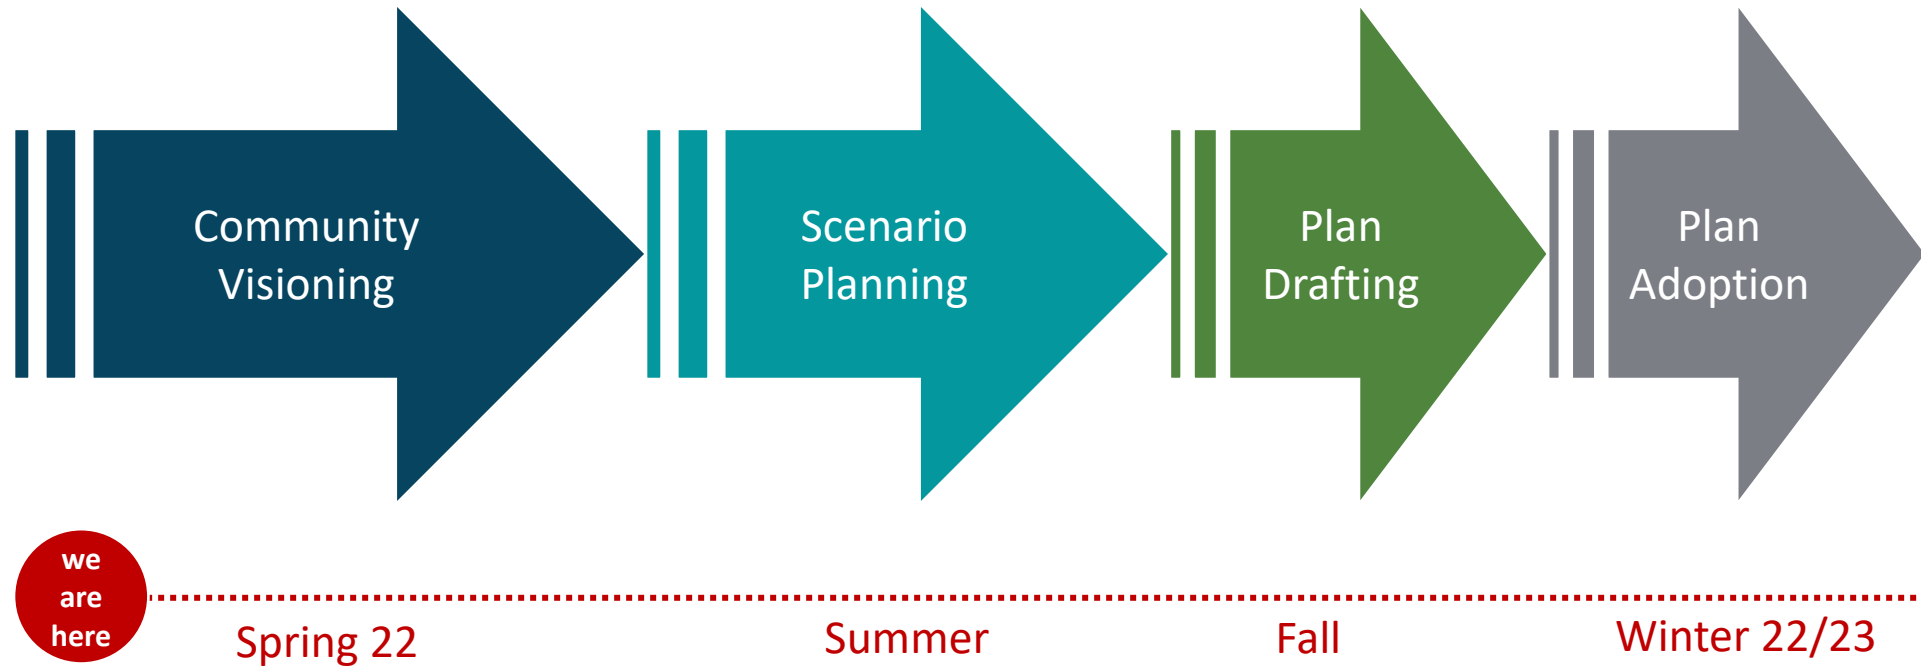 Community
Visioning
Scenario
Planning
Plan
Drafting
Plan
Adoption
we
are
here
Spring 22
Summer
Fall
Winter 22/23